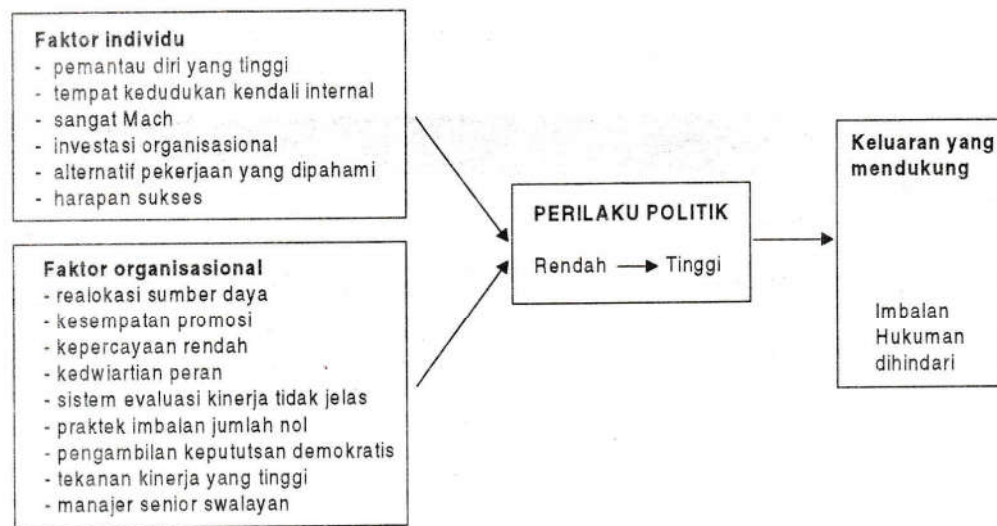 Faktor individu
- pemantau diri yang tinggi
- tempat kedudukan kendali internal
- sangat Mach
- investasi organisasional
- alternatif pekerjaan yang dipahami
- harapan sukses
Faktor organisasional
- realokasi sumber daya
- kesempatan promosi
- kepercayaan rendah
- kedwiartian peran
- sistem evaluasi kinerja tidak jelas
- praktek imbalan jumlah nol
- pengambilan kepututsan demokratis
- tekanan kinerja yang tinggi
- manajer senior swalayan
PERILAKU POLITIK
Rendah → Tinggi
Keluaran yang
mendukung
Imbalan
Hukuman
dihindari